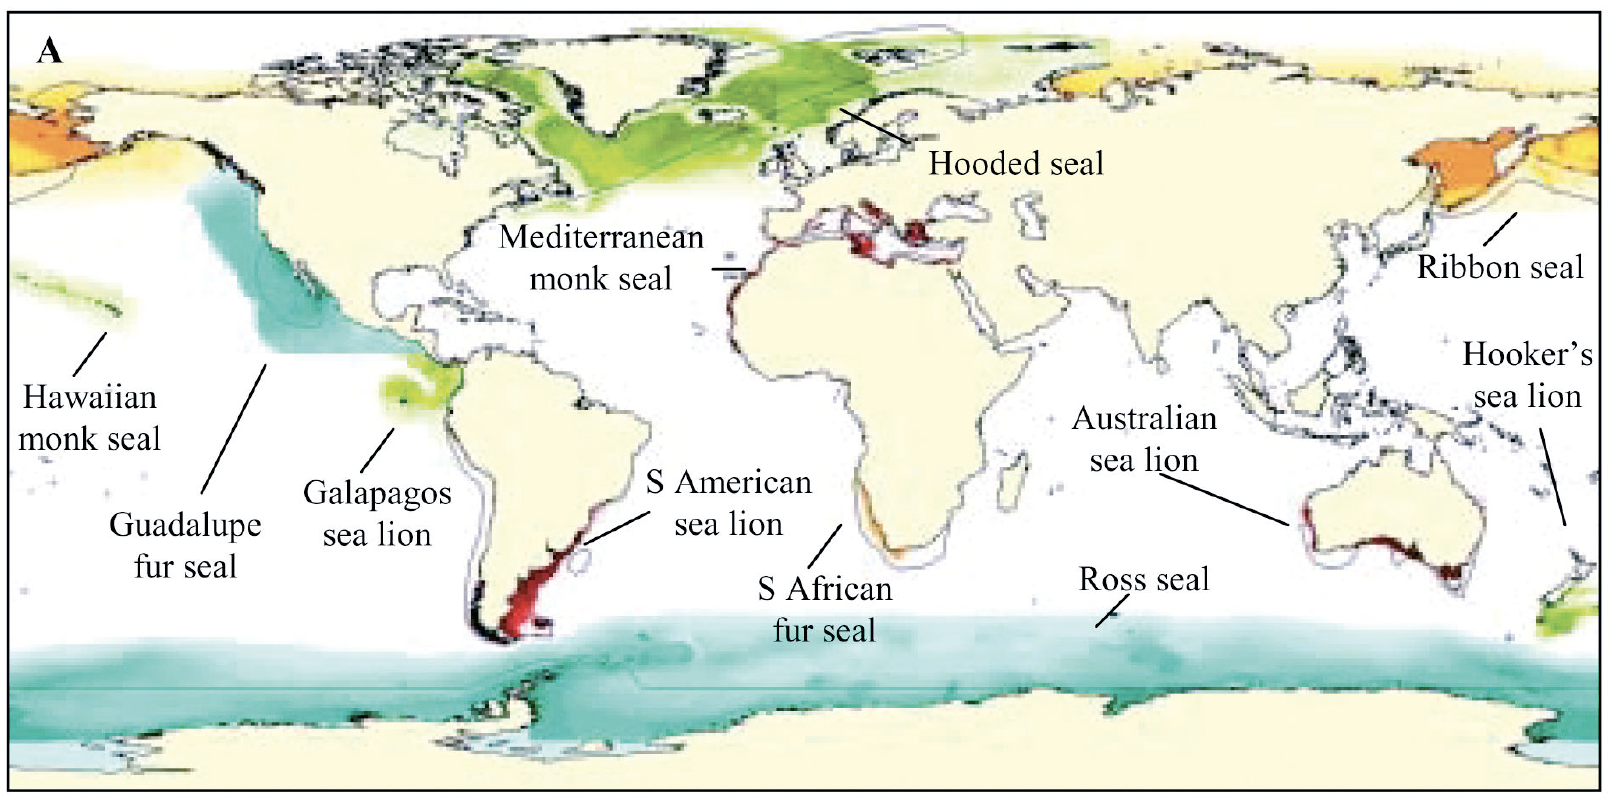 A
Hooded seal
Mediterranean
monk seal
Ribbon seal
Hawaiian
monk seal
Hooker's
sea lion
Australian
sea lion
Guadalupe
fur seal
Galapagos
sea lion
S American
sea lion
S African
fur seal
Ross seal